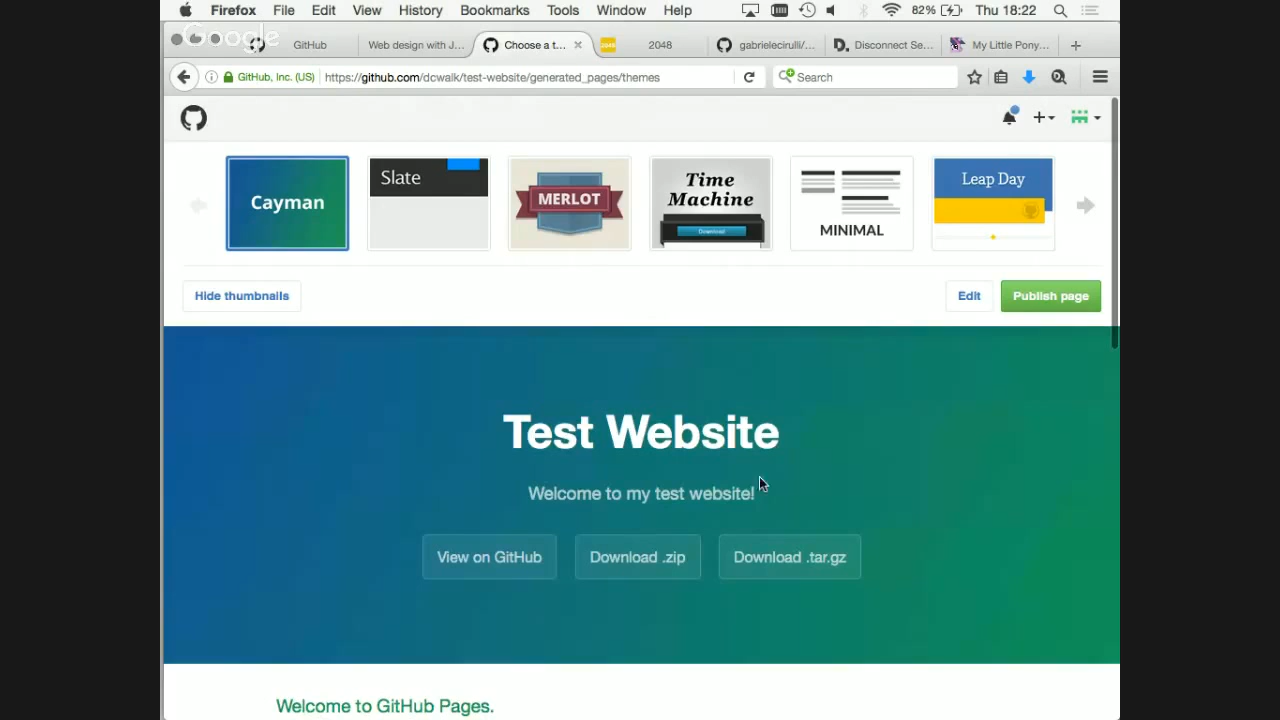 Firefox File Edit View History Bookmarks Tools Window Help 82% Thu 18:22
Google
GitHub Web design with J... Choose a t... 2048 2048 gabrielecirulli/... D. Disconnect Se... My Little Pony...
GitHub, Inc. (US) https://github.com/dcwalk/test-website/generated_pages/themes Search
Cayman
Slate
MERLOT
Time Machine
Download
MINIMAL
Leap Day
Hide thumbnails Edit Publish page
Test Website
Welcome to my test website!
View on GitHub Download .zip Download .tar.gz
Welcome to GitHub Pages.